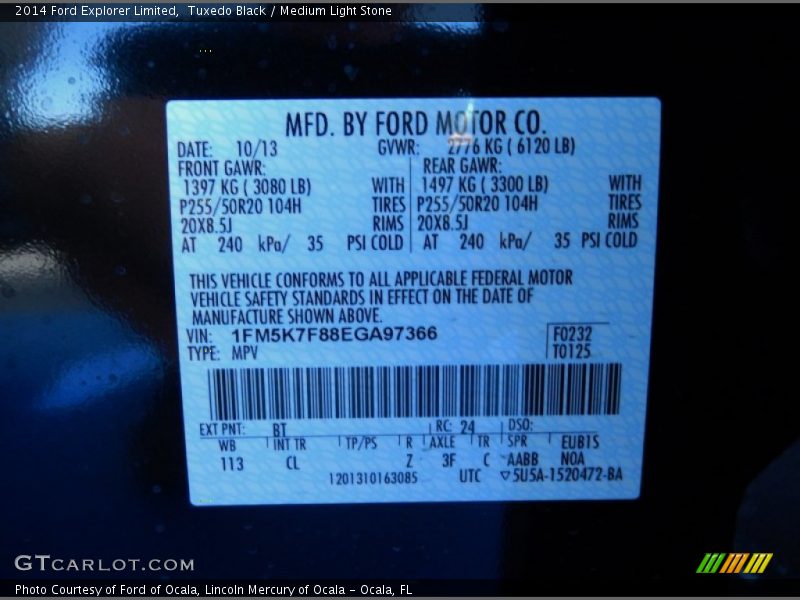 2014 Ford Explorer Limited,  Tuxedo Black / Medium Light Stone
MFD. BY FORD MOTOR CO.
DATE: 10/13 GVWR: 2776 KG ( 6120 LB)
FRONT GAWR: REAR GAWR:
1397 KG ( 3080 LB) WITH 1497 KG ( 3300 LB) WITH
P255/50R20 104H TIRES P255/50R20 104H TIRES
20X8.5J RIMS 20X8.5J RIMS
AT 240 kPa/ 35 PSI COLD AT 240 kPa/ 35 PSI COLD
THIS VEHICLE CONFORMS TO ALL APPLICABLE FEDERAL MOTOR
VEHICLE SAFETY STANDARDS IN EFFECT ON THE DATE OF
MANUFACTURE SHOWN ABOVE.
VIN: 1FM5K7F88EGA97366 F0232
TYPE: MPV T0125
EXT PNT: BT RC: 24 DSO:
WB INT TR TP/PS R AXLE TR SPR EUB1S
113 CL Z 3F C AABB NOA
1201310163085 UTC ▽5U5A-1520472-BA
GTCARLOT.COM
Photo Courtesy of Ford of Ocala, Lincoln Mercury of Ocala – Ocala, FL